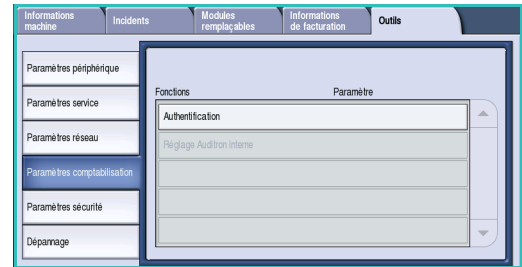 Informations
machine
Incidents
Modules
remplaçables
Informations
de facturation
Outils
Paramètres périphérique
Paramètres service
Paramètres réseau
Paramètres comptabilisation
Paramètres sécurité
Dépannage
Fonctions Paramètre
Authentification
Réglage Auditron interne